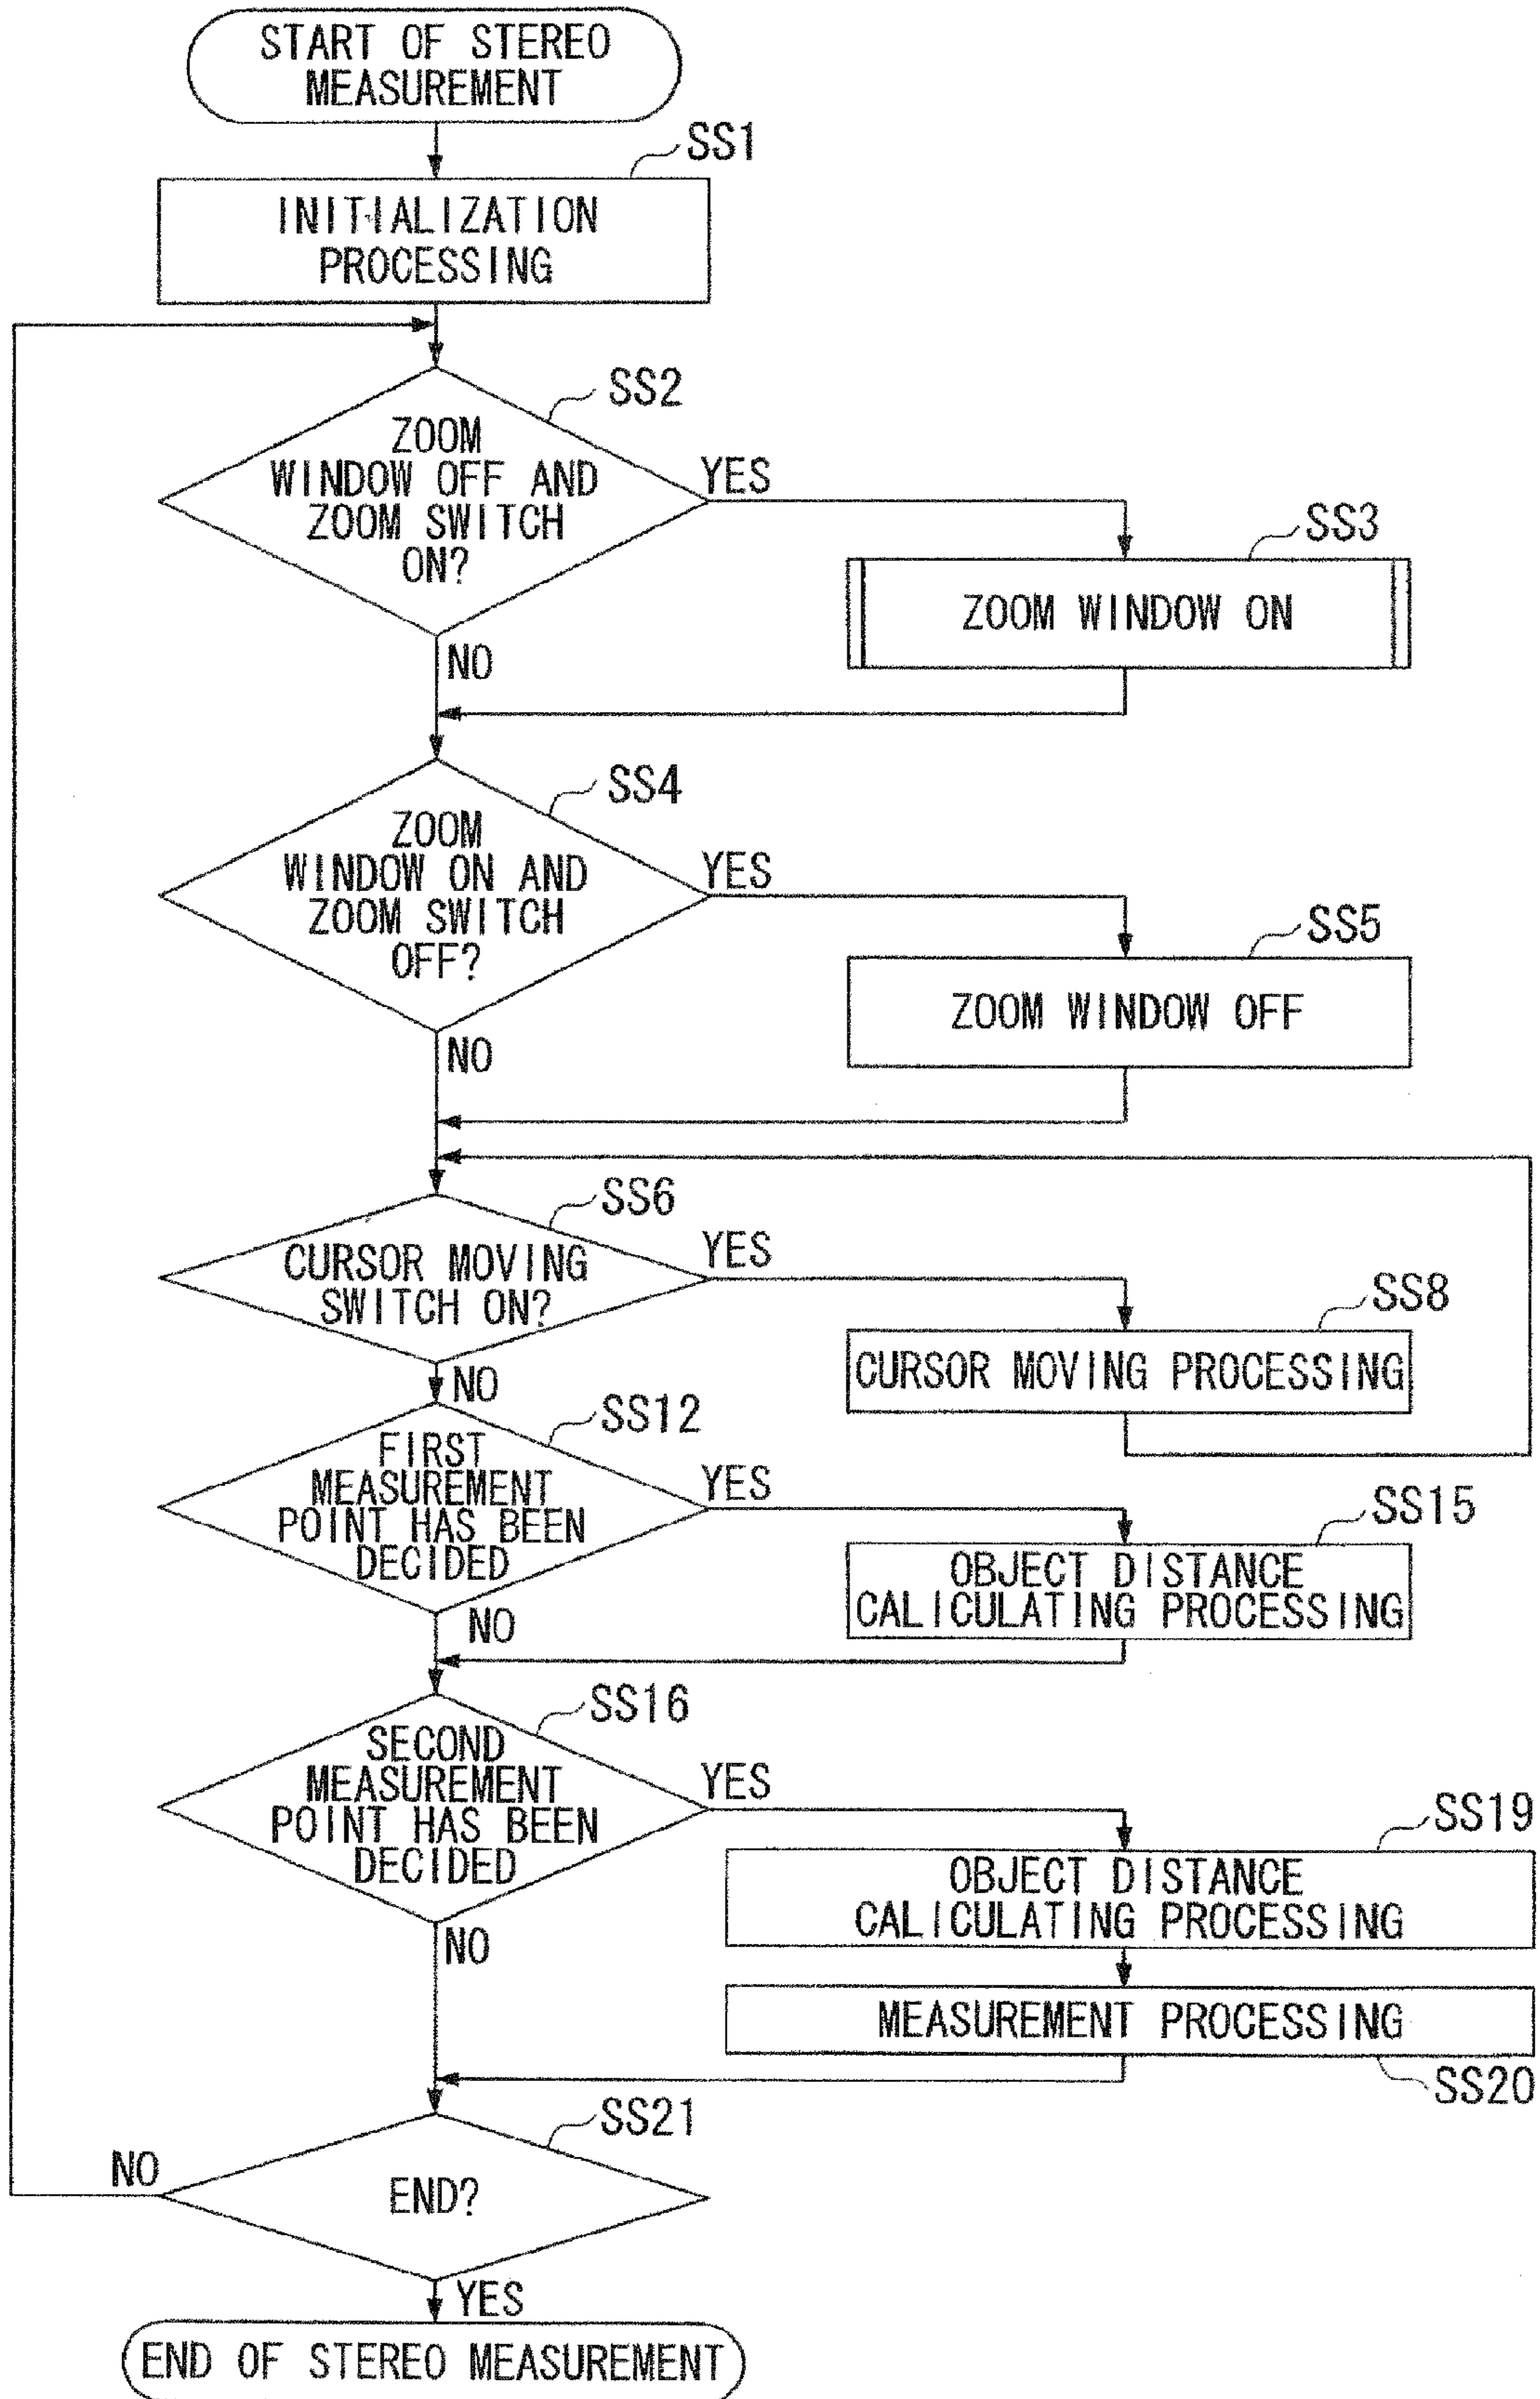 START OF STEREO
MEASUREMENT
SS1
INITIALIZATION
PROCESSING
SS2
ZOOM
WINDOW OFF AND
ZOOM SWITCH
ON?
YES
NO
SS3
ZOOM WINDOW ON
SS4
ZOOM
WINDOW ON AND
ZOOM SWITCH
OFF?
YES
NO
SS5
ZOOM WINDOW OFF
SS6
CURSOR MOVING
SWITCH ON?
YES
NO
SS8
CURSOR MOVING PROCESSING
SS12
FIRST
MEASUREMENT
POINT HAS BEEN
DECIDED
YES
NO
SS15
OBJECT DISTANCE
CALICULATING PROCESSING
SS16
SECOND
MEASUREMENT
POINT HAS BEEN
DECIDED
YES
NO
SS19
OBJECT DISTANCE
CALICULATING PROCESSING
MEASUREMENT PROCESSING
SS20
SS21
END?
NO
YES
END OF STEREO MEASUREMENT